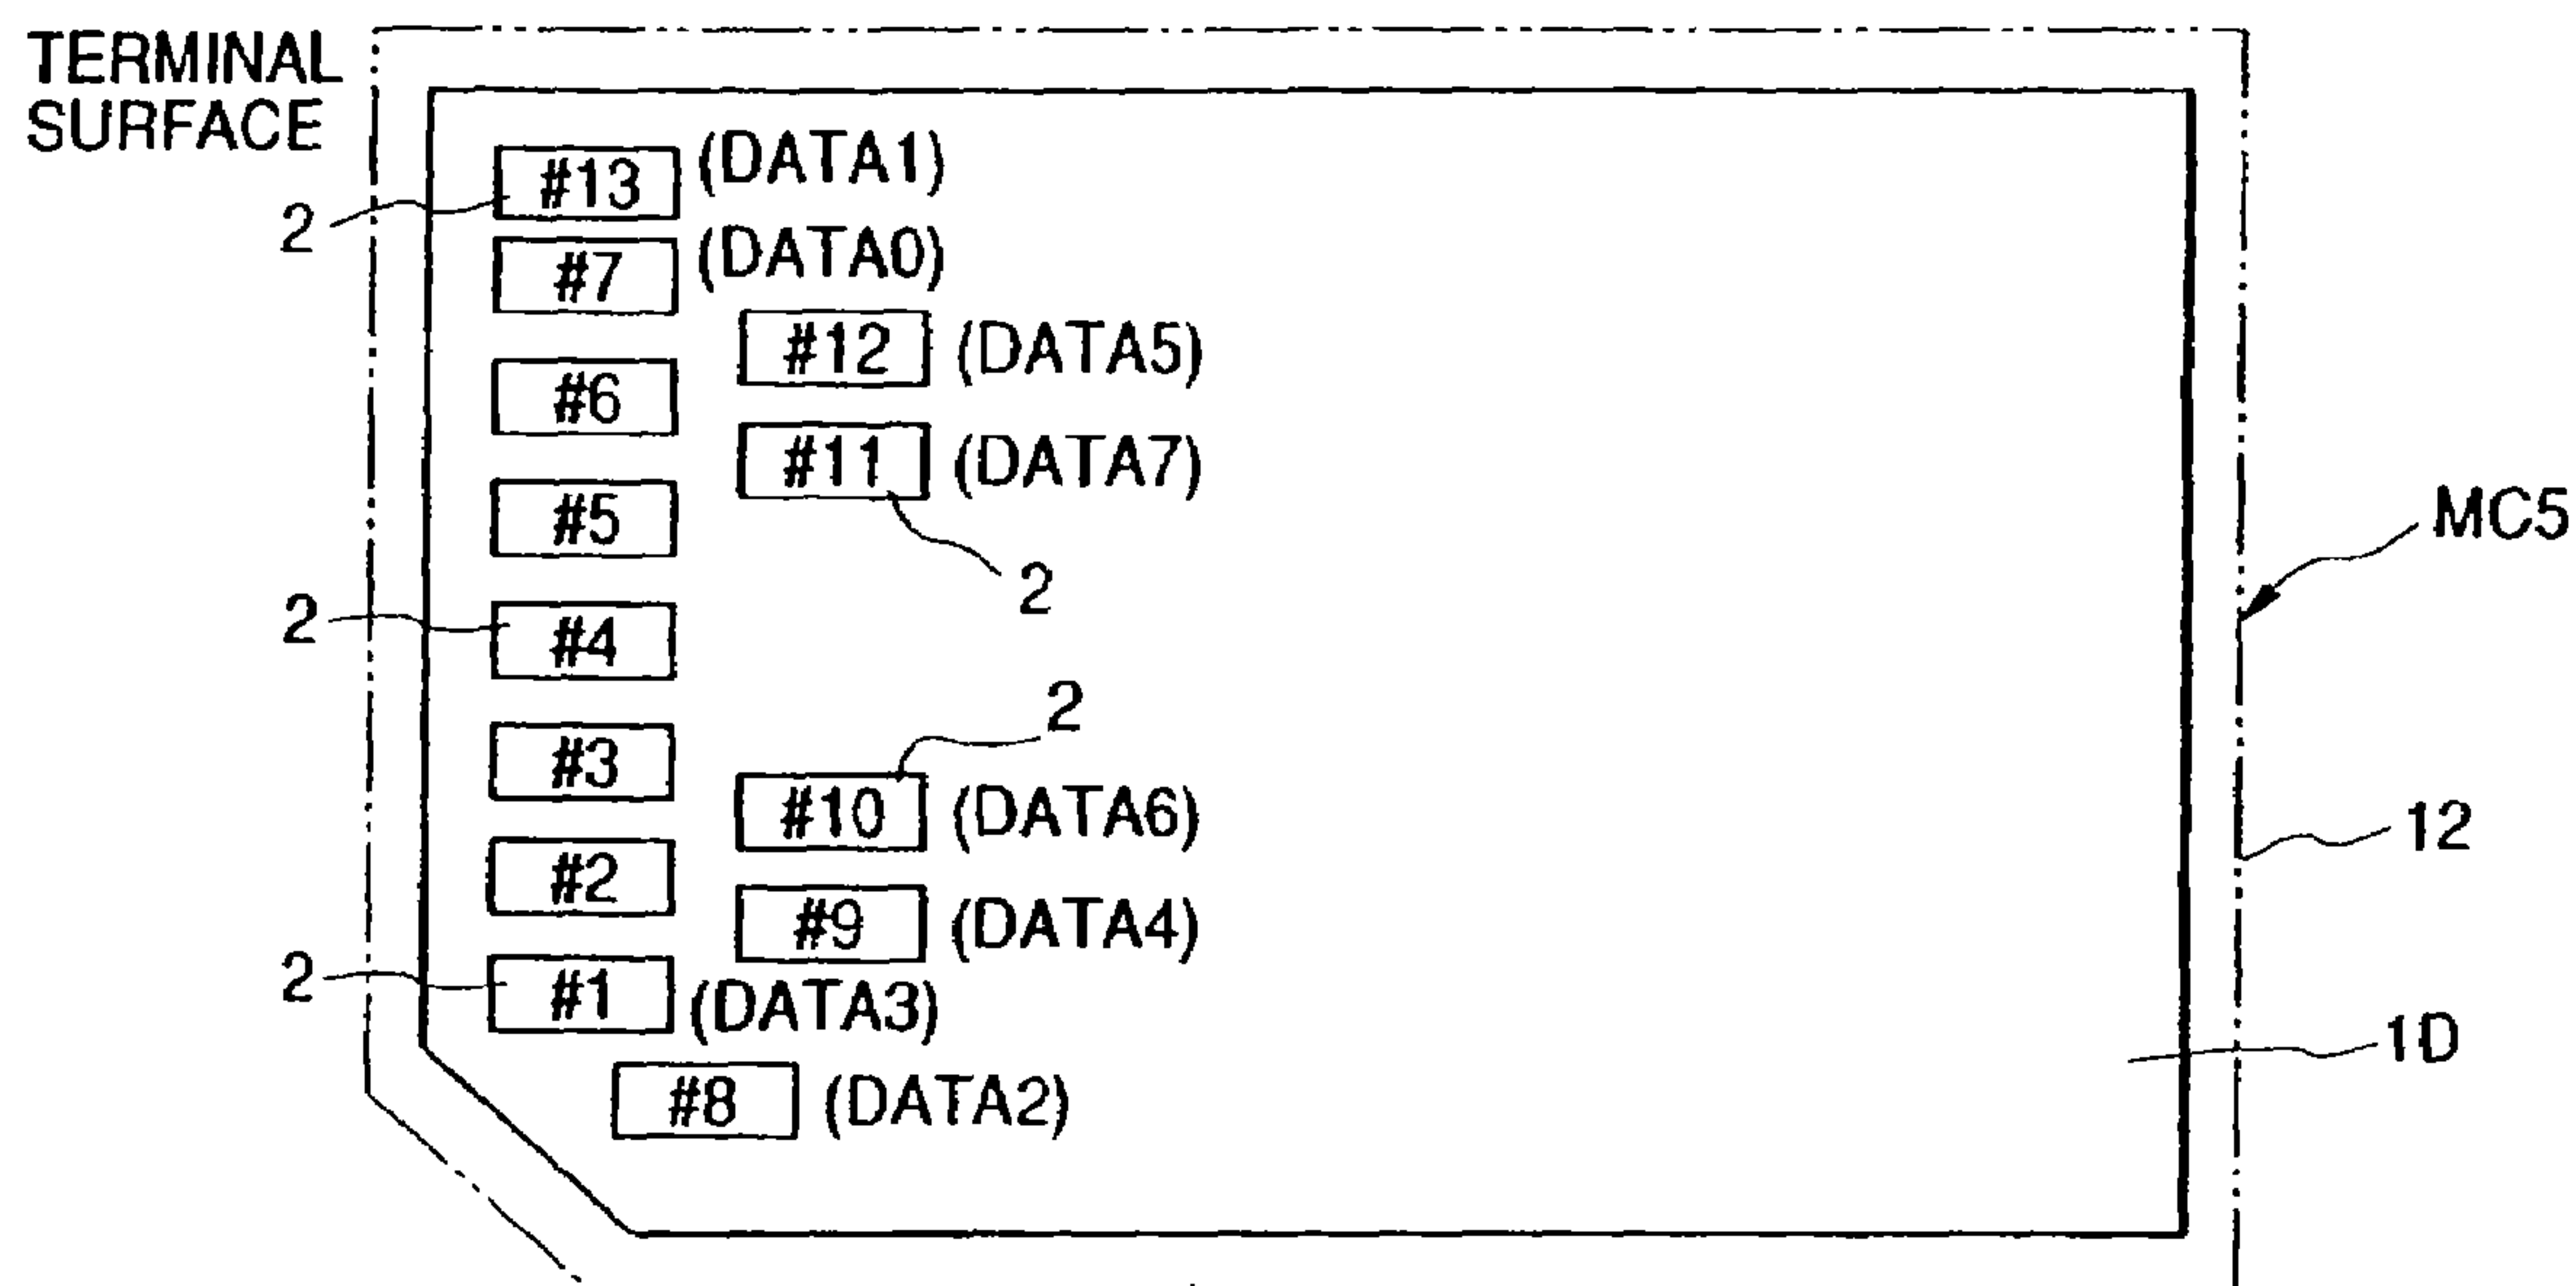 TERMINAL
SURFACE
#13 (DATA1)
2
#7 (DATA0)
#12 (DATA5)
#6
#11 (DATA7)
#5
MC5
2
2
#4
2
#3
#10 (DATA6)
12
#2
#9 (DATA4)
2
#1 (DATA3)
1D
#8 (DATA2)